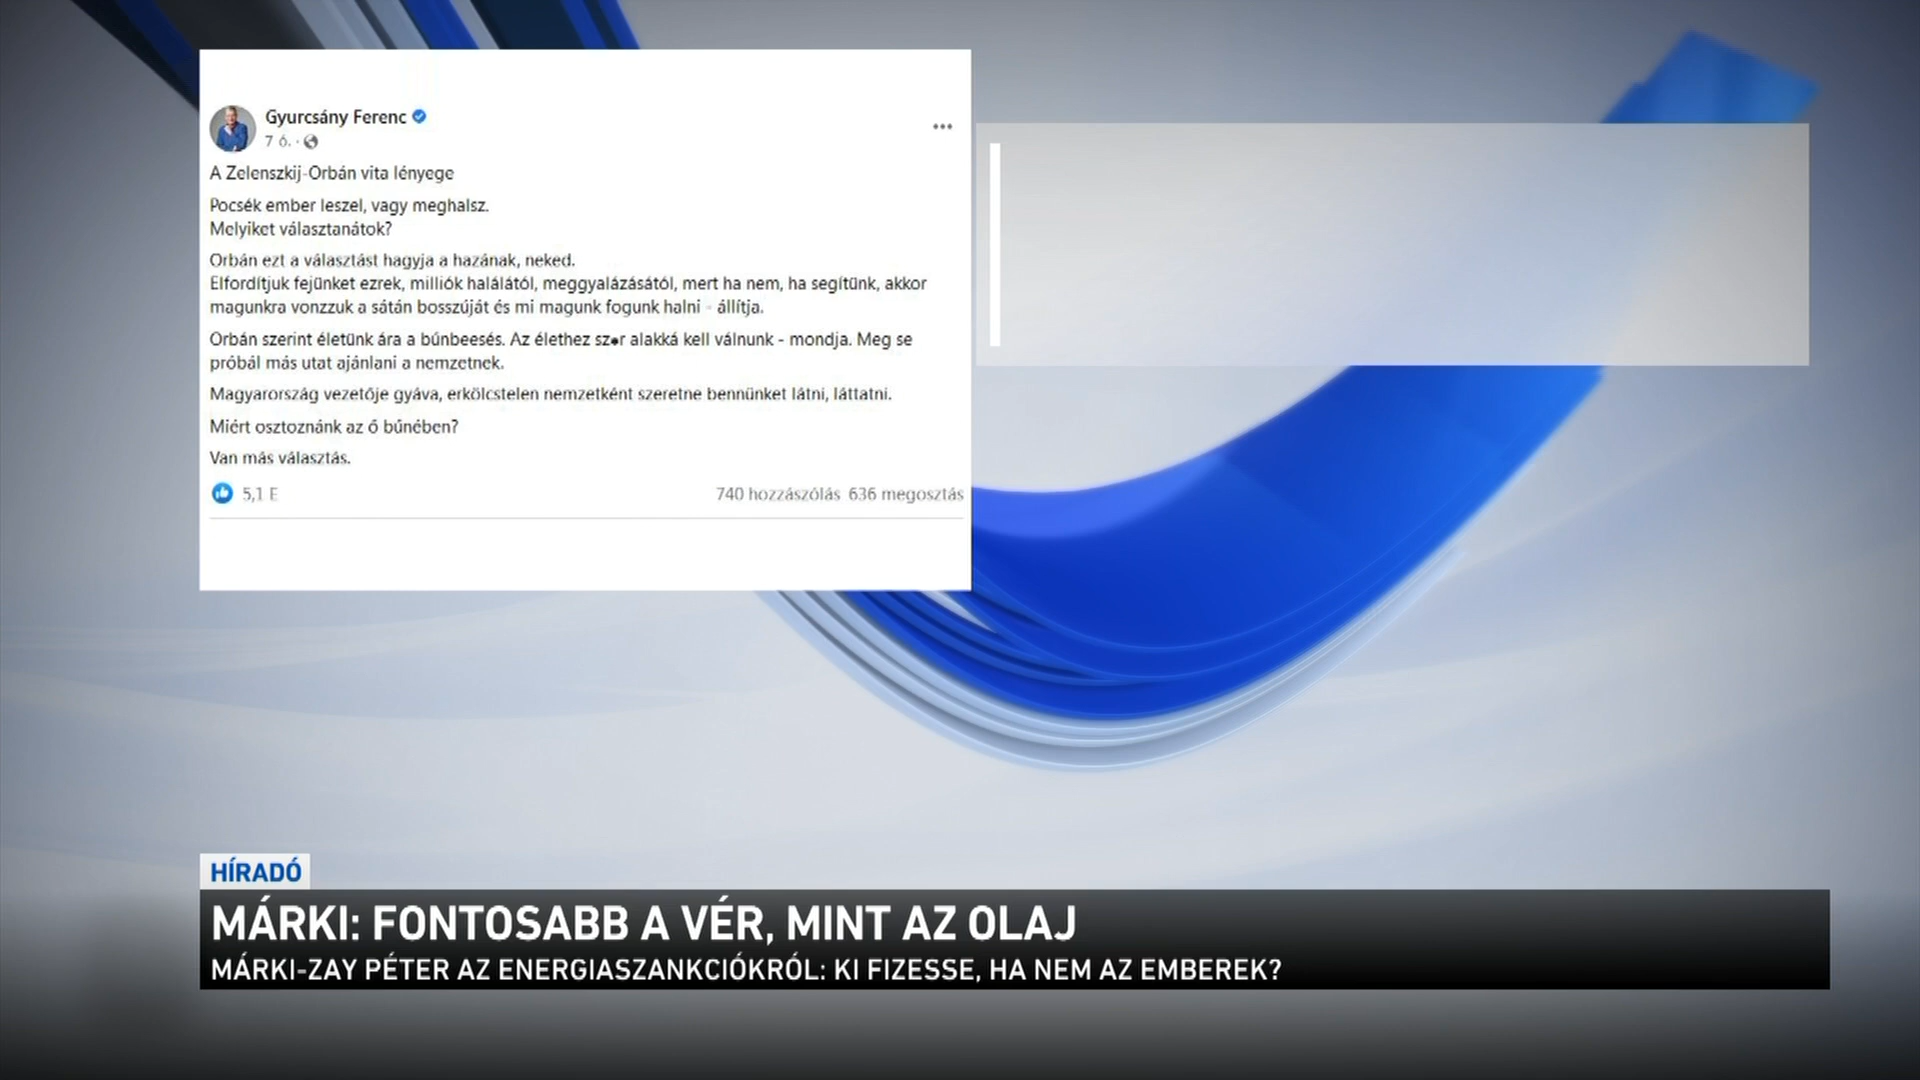 Gyurcsány Ferenc
7 ó. ·
A Zelenszkij-Orbán vita lényege
Pocsék ember leszel, vagy meghalsz.
Melyiket választanátok?
Orbán ezt a választást hagyja a hazának, neked.
Elfordítjuk fejünket ezrek, milliók halálától, meggyalázásától, mert ha nem, ha segítünk, akkor
magunkra vonzzuk a sátán bosszúját és mi magunk fogunk halni - állítja.
Orbán szerint életünk ára a bűnbeesés. Az élethez sz*r alakká kell válnunk - mondja. Meg se
próbál más utat ajánlani a nemzetnek.
Magyarország vezetője gyáva, erkölcstelen nemzetként szeretne bennünket látni, láttatni.
Miért osztoznánk az ő bűnében?
Van más választás.
5,1 E 740 hozzászólás 636 megosztás
HÍRADÓ
MÁRKI: FONTOSABB A VÉR, MINT AZ OLAJ
MÁRKI-ZAY PÉTER AZ ENERGIASZANKCIÓKRÓL: KI FIZESSE, HA NEM AZ EMBEREK?